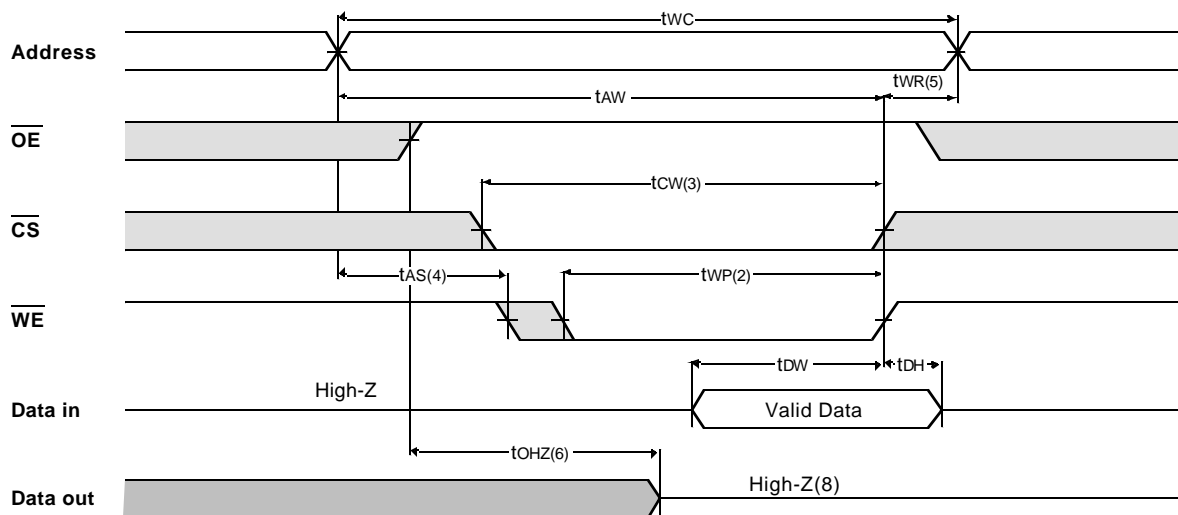 tWC
Address
tWR(5)
tAW
OE
tCW(3)
CS
tAS(4)
tWP(2)
WE
tDW
tDH
High-Z
Data in
Valid Data
tOHZ(6)
High-Z(8)
Data out